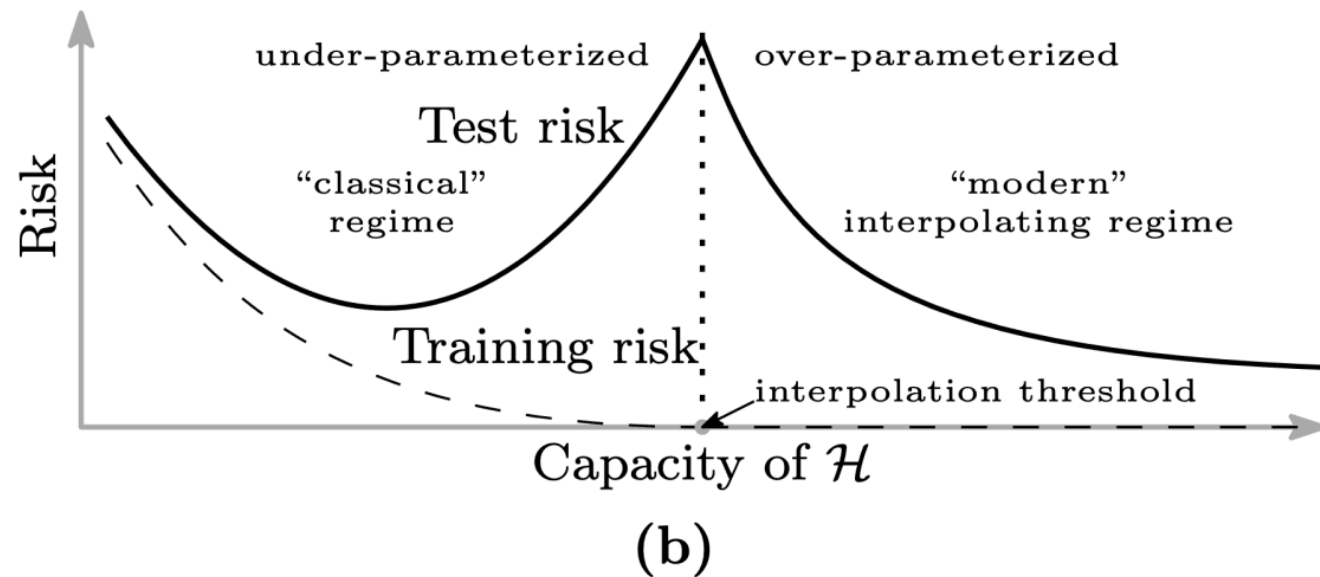 under-parameterized
over-parameterized
Test risk
“classical”
regime
“modern”
interpolating regime
Risk
Training risk
interpolation threshold
Capacity of ℋ
(b)